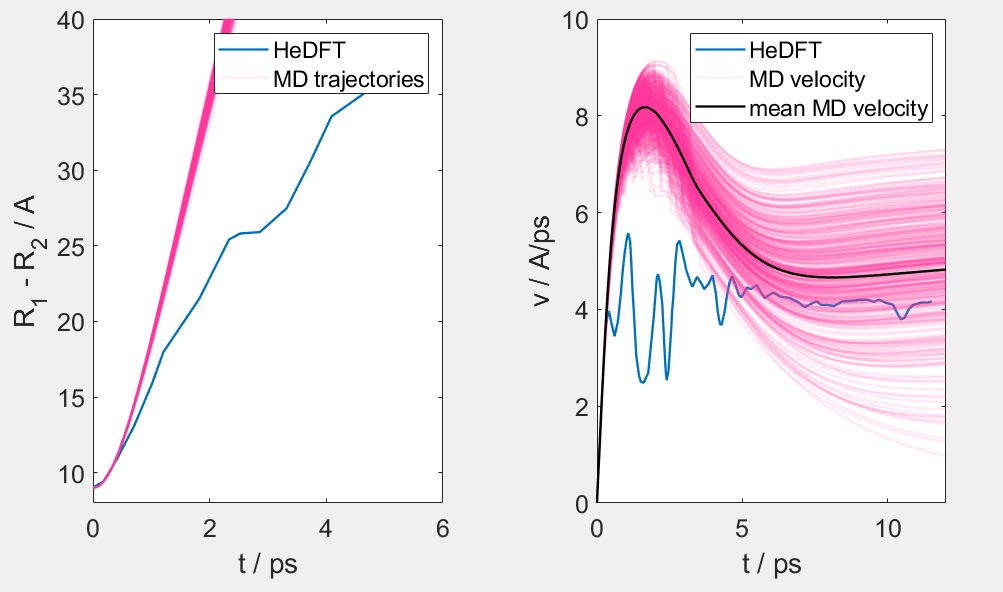 40
35
30
25
20
15
10
0
2
4
6
R1 - R2 / A
t / ps
HeDFT
MD trajectories
10
8
6
4
2
0
0
5
10
v / A/ps
t / ps
HeDFT
MD velocity
mean MD velocity